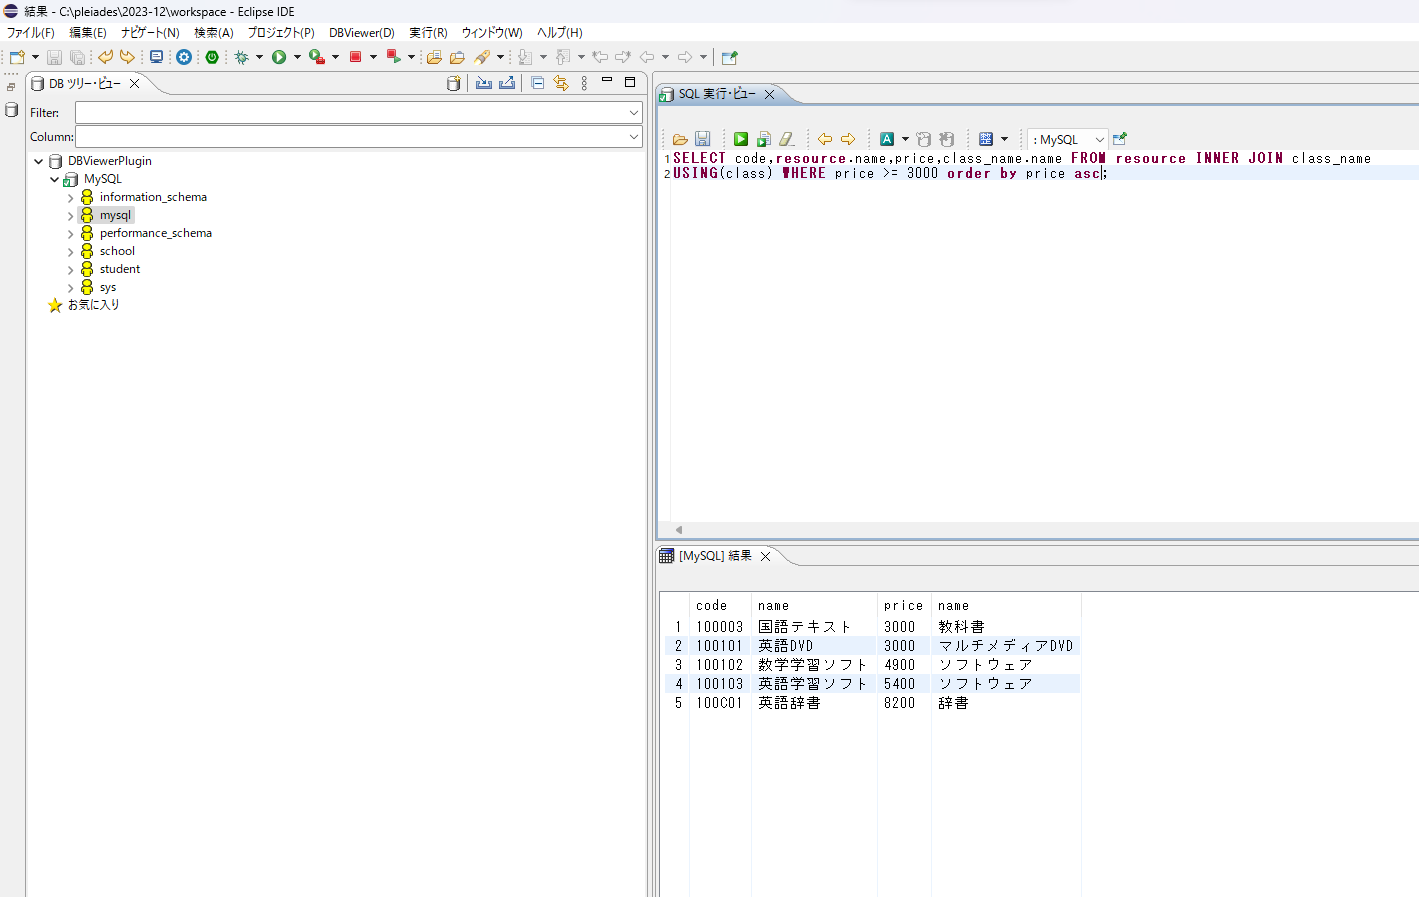 結果 - C:\pleiades\2023-12\workspace - Eclipse IDE
ファイル(F) 編集(E) ナビゲート(N) 検索(A) プロジェクト(P) DBViewer(D) 実行(R) ウィンドウ(W) ヘルプ(H)
DB ツリー・ビュー
Filter:
Column:
DBViewerPlugin
MySQL
information_schema
mysql
performance_schema
school
student
sys
お気に入り
SQL 実行・ビュー
: MySQL
1 SELECT code,resource.name,price,class_name.name FROM resource INNER JOIN class_name
2 USING(class) WHERE price >= 3000 order by price asc;
[MySQL] 結果
code name price name
1 100003 国語テキスト 3000 教科書
2 100101 英語DVD 3000 マルチメディアDVD
3 100102 数学学習ソフト 4900 ソフトウェア
4 100103 英語学習ソフト 5400 ソフトウェア
5 100C01 英語辞書 8200 辞書